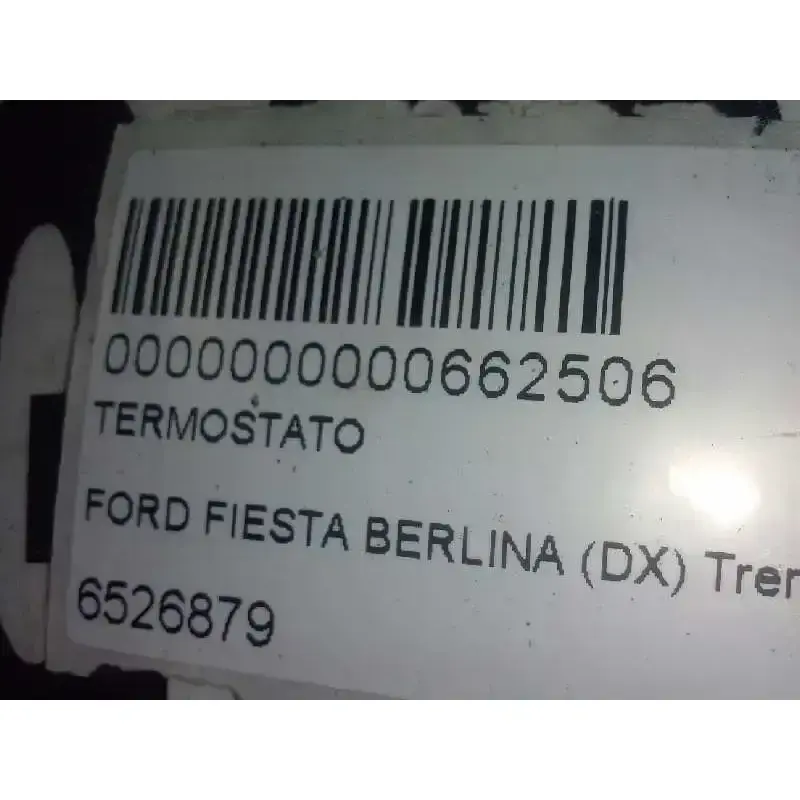 0000000000662506
TERMOSTATO
FORD FIESTA BERLINA (DX) Tren
6526879